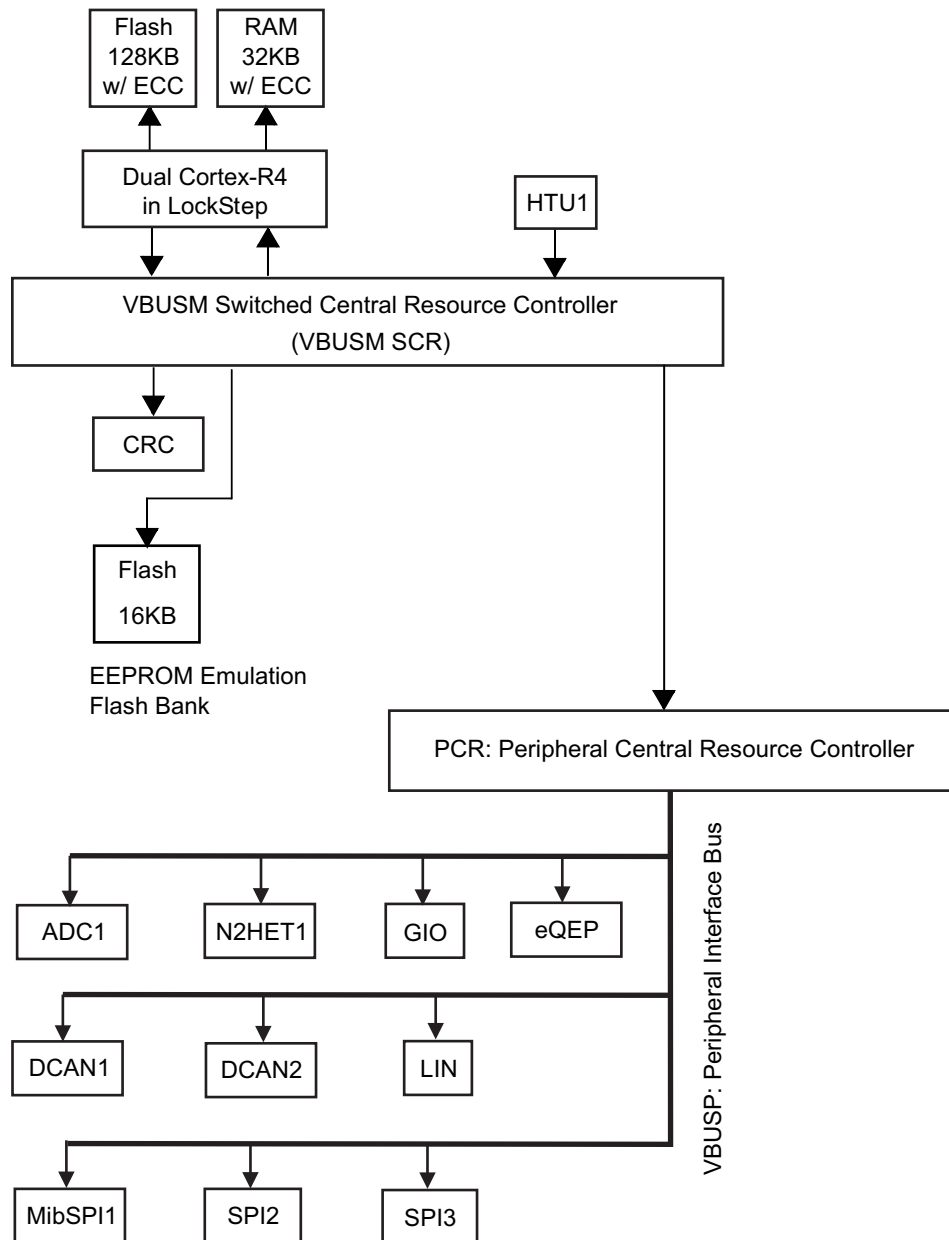 Flash
128KB
w/ ECC
RAM
32KB
w/ ECC
Dual Cortex-R4
in LockStep
HTU1
VBUSM Switched Central Resource Controller
(VBUSM SCR)
CRC
Flash
16KB
EEPROM Emulation
Flash Bank
PCR: Peripheral Central Resource Controller
VBUSP: Peripheral Interface Bus
ADC1
N2HET1
GIO
eQEP
DCAN1
DCAN2
LIN
MibSPI1
SPI2
SPI3